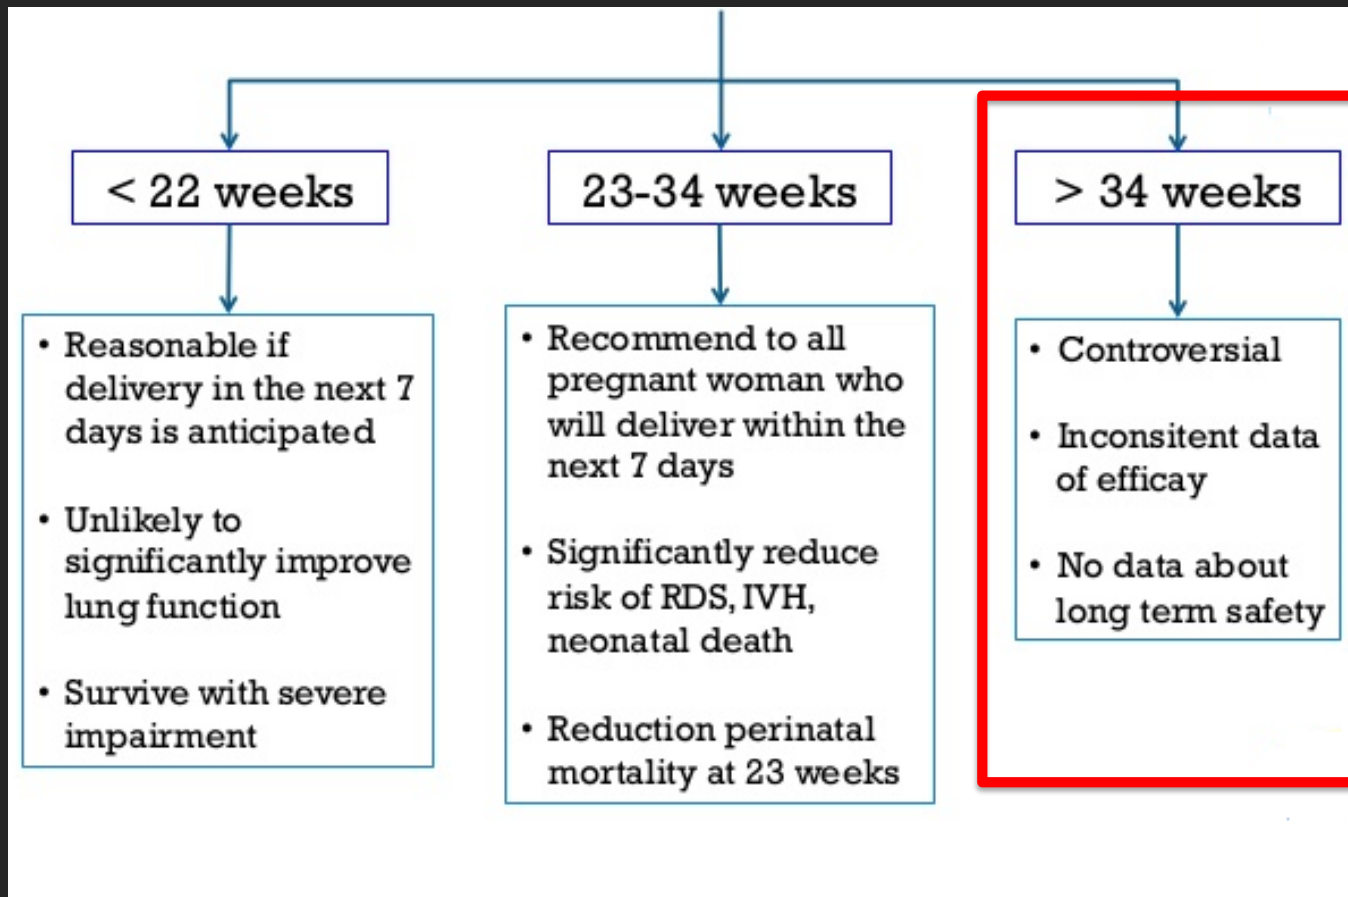 < 22 weeks
• Reasonable if
delivery in the next 7
days is anticipated
• Unlikely to
significantly improve
lung function
• Survive with severe
impairment
23-34 weeks
• Recommend to all
pregnant woman who
will deliver within the
next 7 days
• Significantly reduce
risk of RDS, IVH,
neonatal death
• Reduction perinatal
mortality at 23 weeks
> 34 weeks
• Controversial
• Inconsitent data
of efficay
• No data about
long term safety